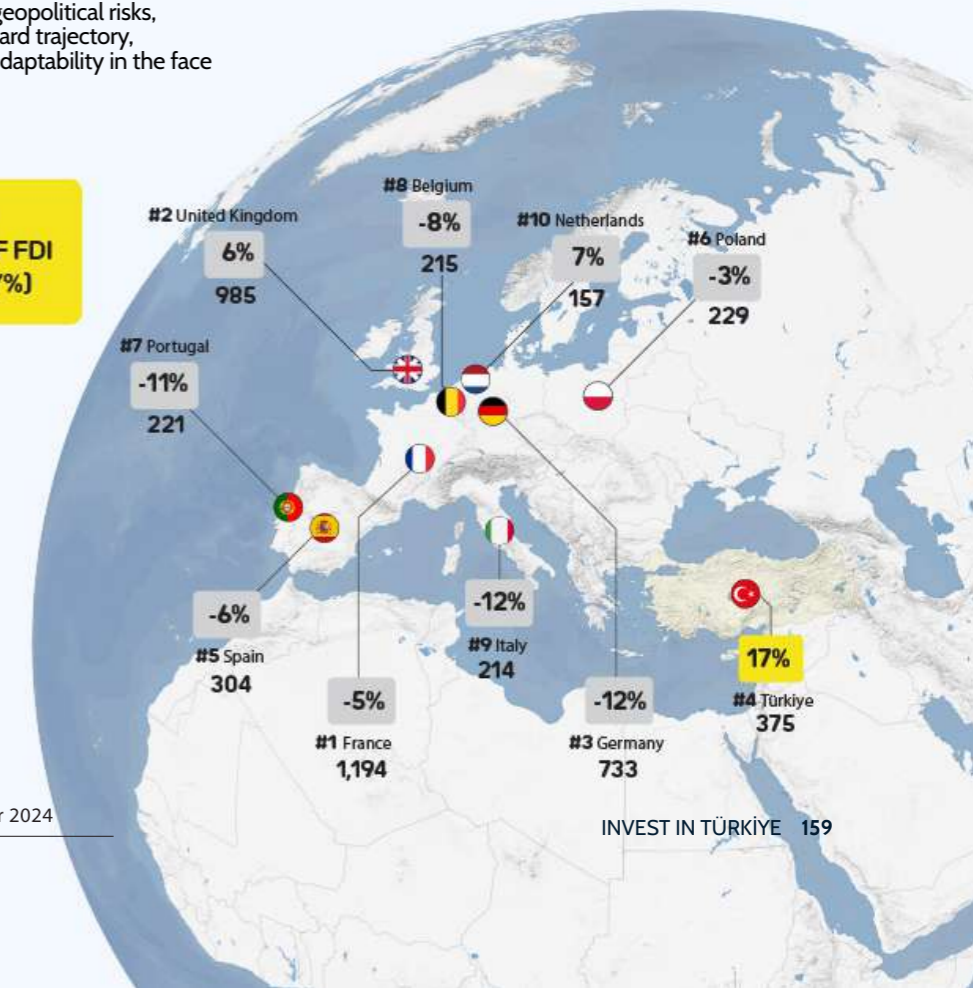 geopolitical risks,
ard trajectory,
daptability in the face
F FDI
%)
#8 Belgium
-8%
215
#2 United Kingdom
6%
985
#10 Netherlands
7%
157
#6 Poland
-3%
229
#7 Portugal
-11%
221
-6%
#5 Spain
304
-12%
#9 Italy
214
17%
#4 Türkiye
375
-5%
#1 France
1,194
-12%
#3 Germany
733
r 2024
INVEST IN TÜRKİYE 159